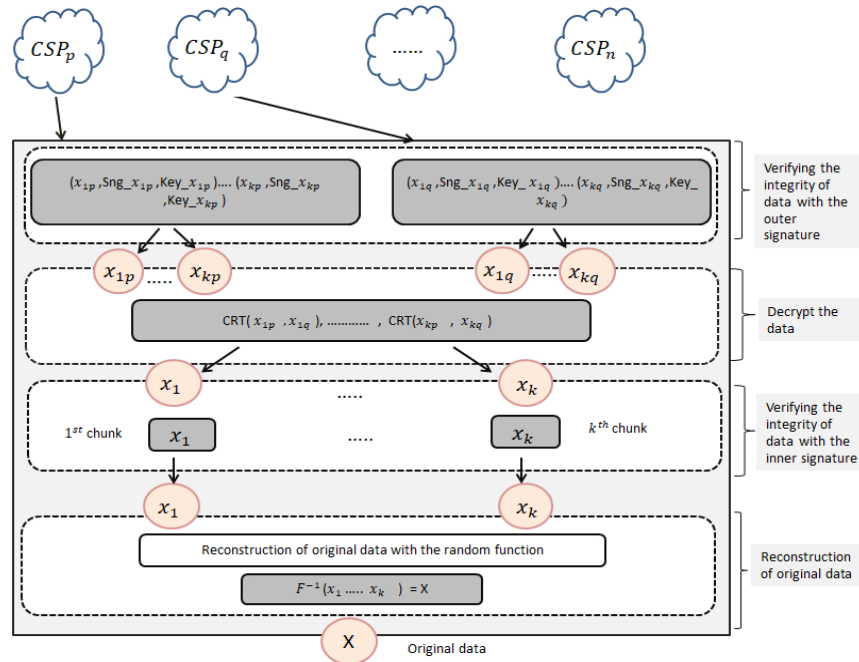 CSPp CSPq ...... CSPn
(x1p ,Sng_x1p ,Key_x1p ).... (xkp ,Sng_xkp
,Key_xkp )
(x1q ,Sng_x1q ,Key_ x1q ).... (xkq ,Sng_xkq ,Key_
xkq )
Verifying the
integrity of
data with the
outer
signature
x1p ..... xkp x1q ..... xkq
CRT( x1p , x1q ), ............ , CRT(xkp , xkq )
Decrypt the
data
x1 ..... xk
1st chunk x1 ..... xk kth chunk
Verifying the
integrity of
data with the
inner signature
x1 xk
Reconstruction of original data with the random function
F−1(x1 ..... xk ) = X
Reconstruction
of original data
X Original data